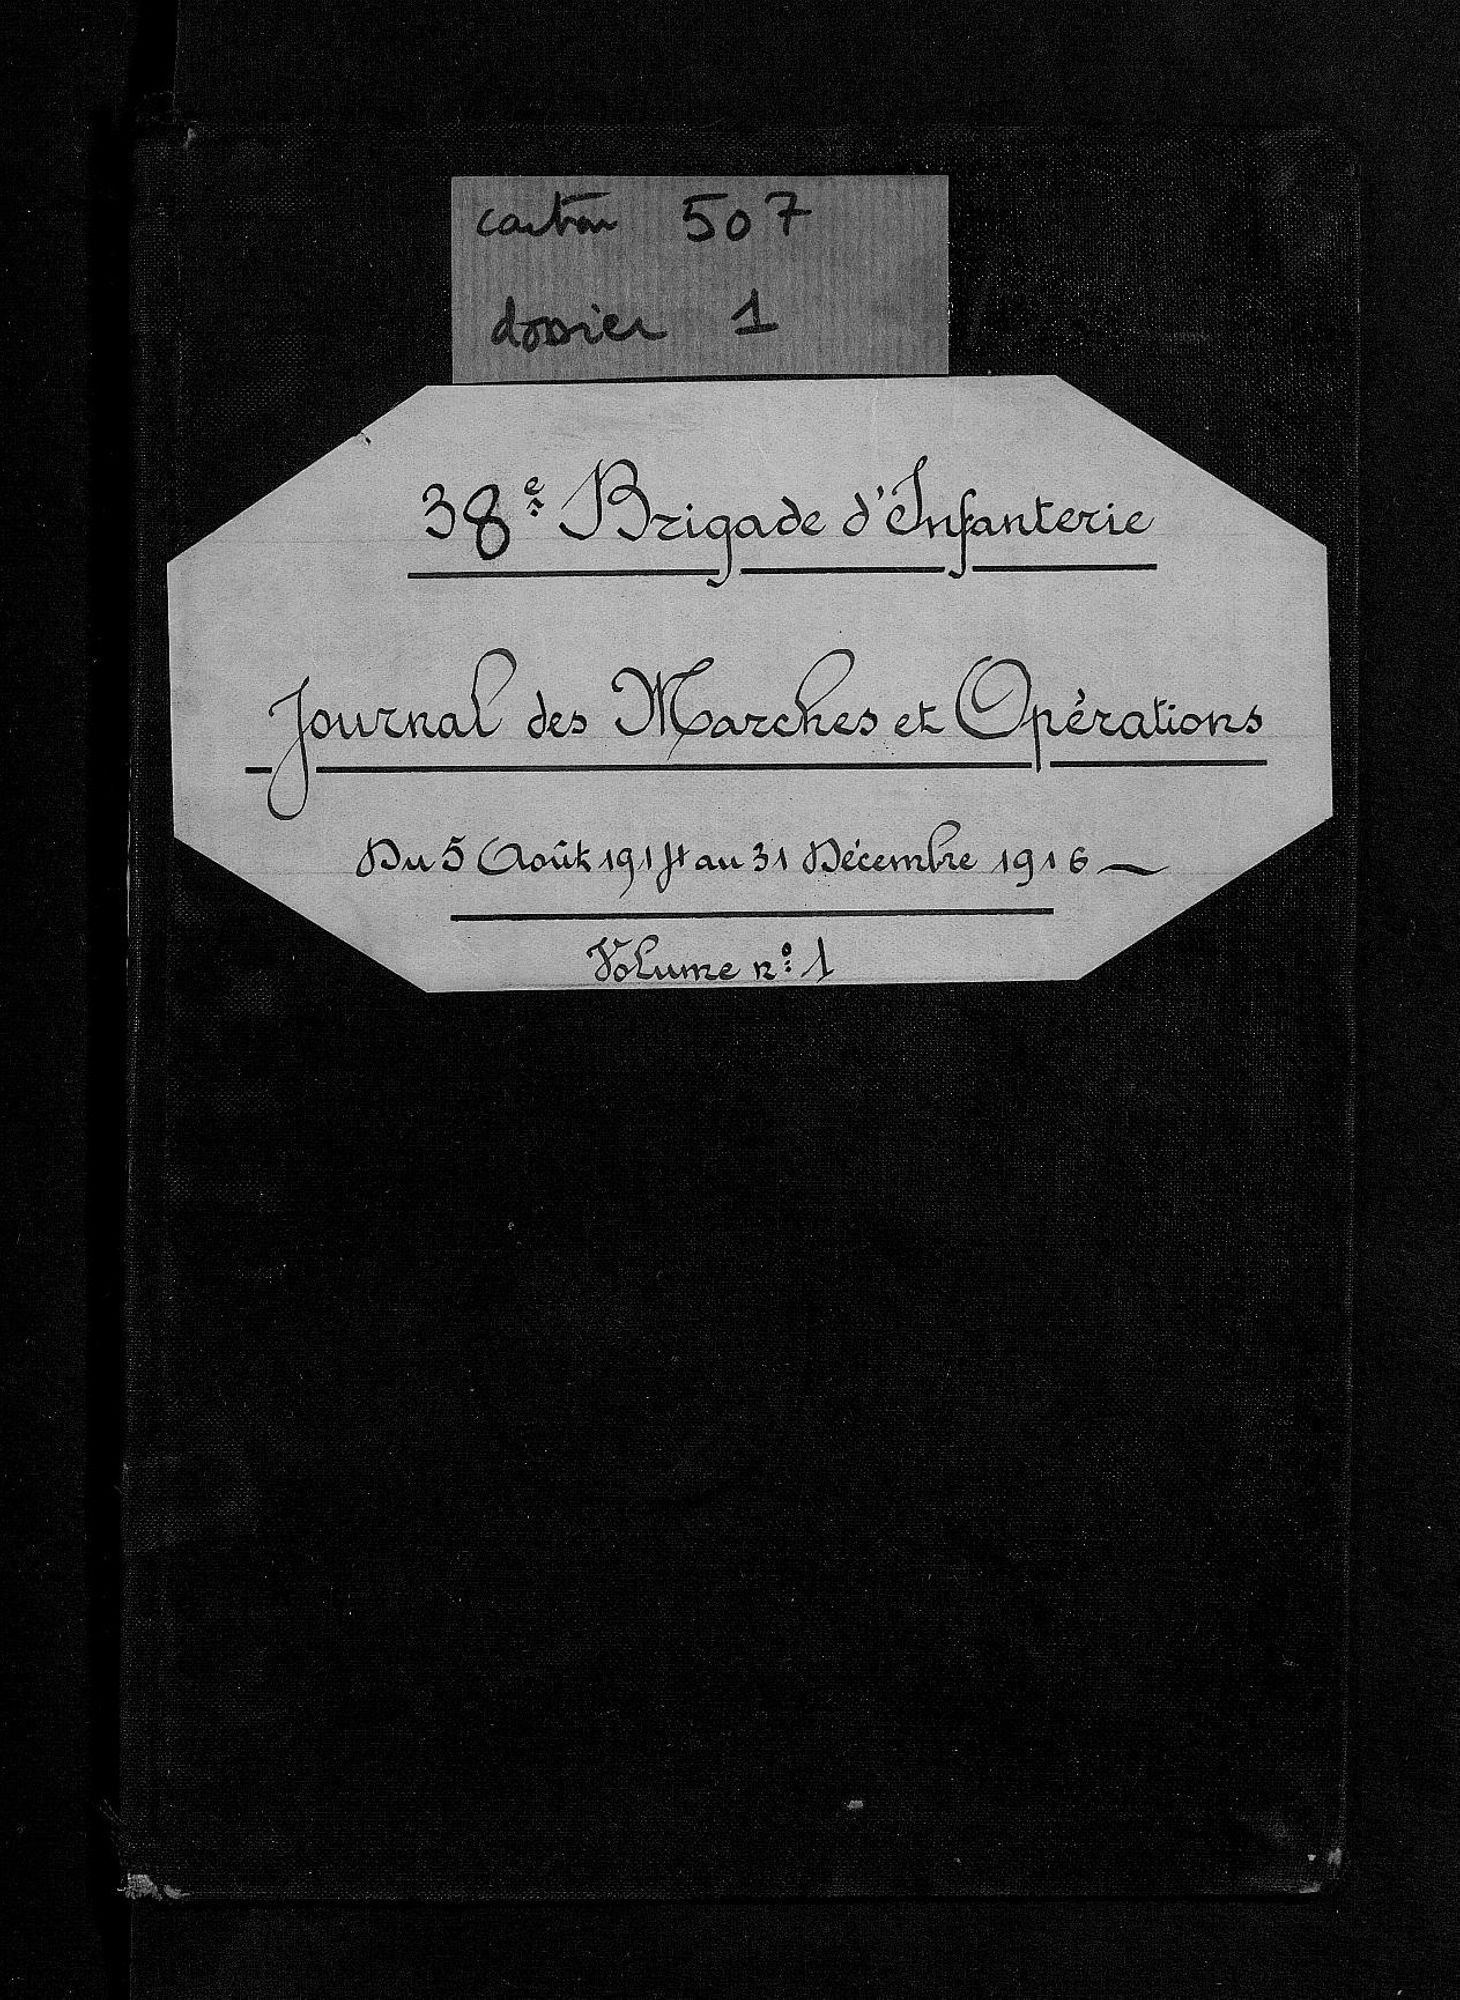 carton 507
dossier 1
38e Brigade d'Infanterie
Journal des Marches et Opérations
Du 5 Août 1914 au 31 Décembre 1916
Volume n° 1